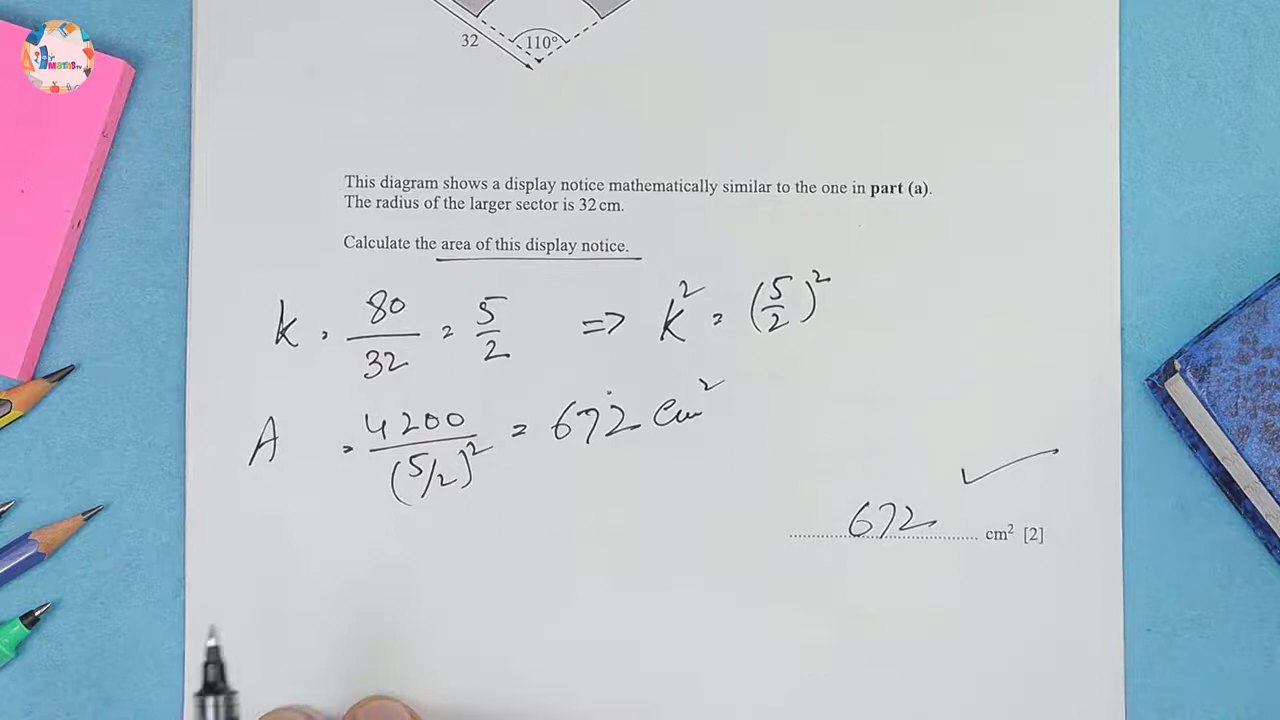 MATHS TV
32
110°
This diagram shows a display notice mathematically similar to the one in part (a).
The radius of the larger sector is 32 cm.
Calculate the area of this display notice.
k = 80/32 = 5/2 => k² = (5/2)²
A = 4200/(5/2)² = 672 cm²
672 cm² [2]